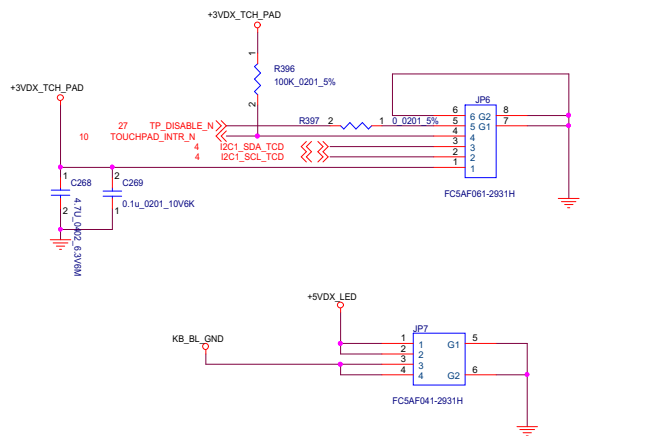 +3VDX_TCH_PAD
1
R396
100K_0201_5%
2
+3VDX_TCH_PAD
JP6
27 TP_DISABLE_N
R397 2 1 0_0201_5%
10 TOUCHPAD_INTR_N
4 I2C1_SDA_TCD
4 I2C1_SCL_TCD
6 6 G2 8
5 5 G1 7
4 4
3 3
2 2
1 1
FC5AF061-2931H
1 C268
2
4.7U_0402_6.3V6M
2 C269
0.1u_0201_10V6K
1
+5VDX_LED
KB_BL_GND
JP7
1 1 G1 5
2 2
3 3
4 4 G2 6
FC5AF041-2931H